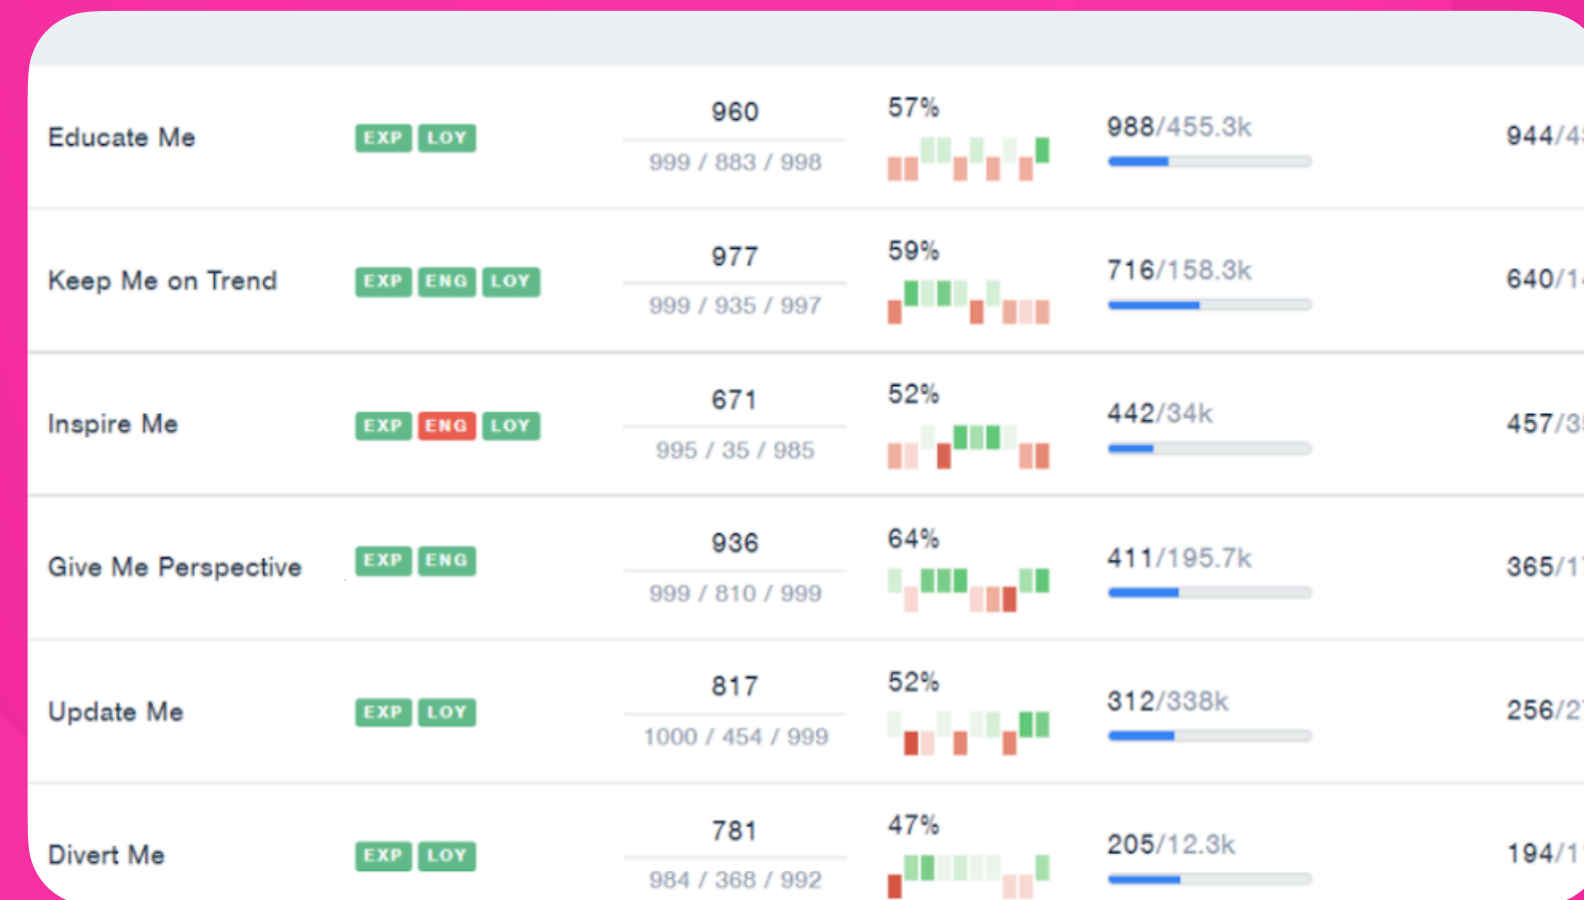 Educate Me
EXP LOY
960
999 / 883 / 998
57%
988/455.3k
Keep Me on Trend
EXP ENG LOY
977
999 / 935 / 997
59%
716/158.3k
Inspire Me
EXP ENG LOY
671
995 / 35 / 985
52%
442/34k
Give Me Perspective
EXP ENG
936
999 / 810 / 999
64%
411/195.7k
Update Me
EXP LOY
817
1000 / 454 / 999
52%
312/338k
Divert Me
EXP LOY
781
984 / 368 / 992
47%
205/12.3k